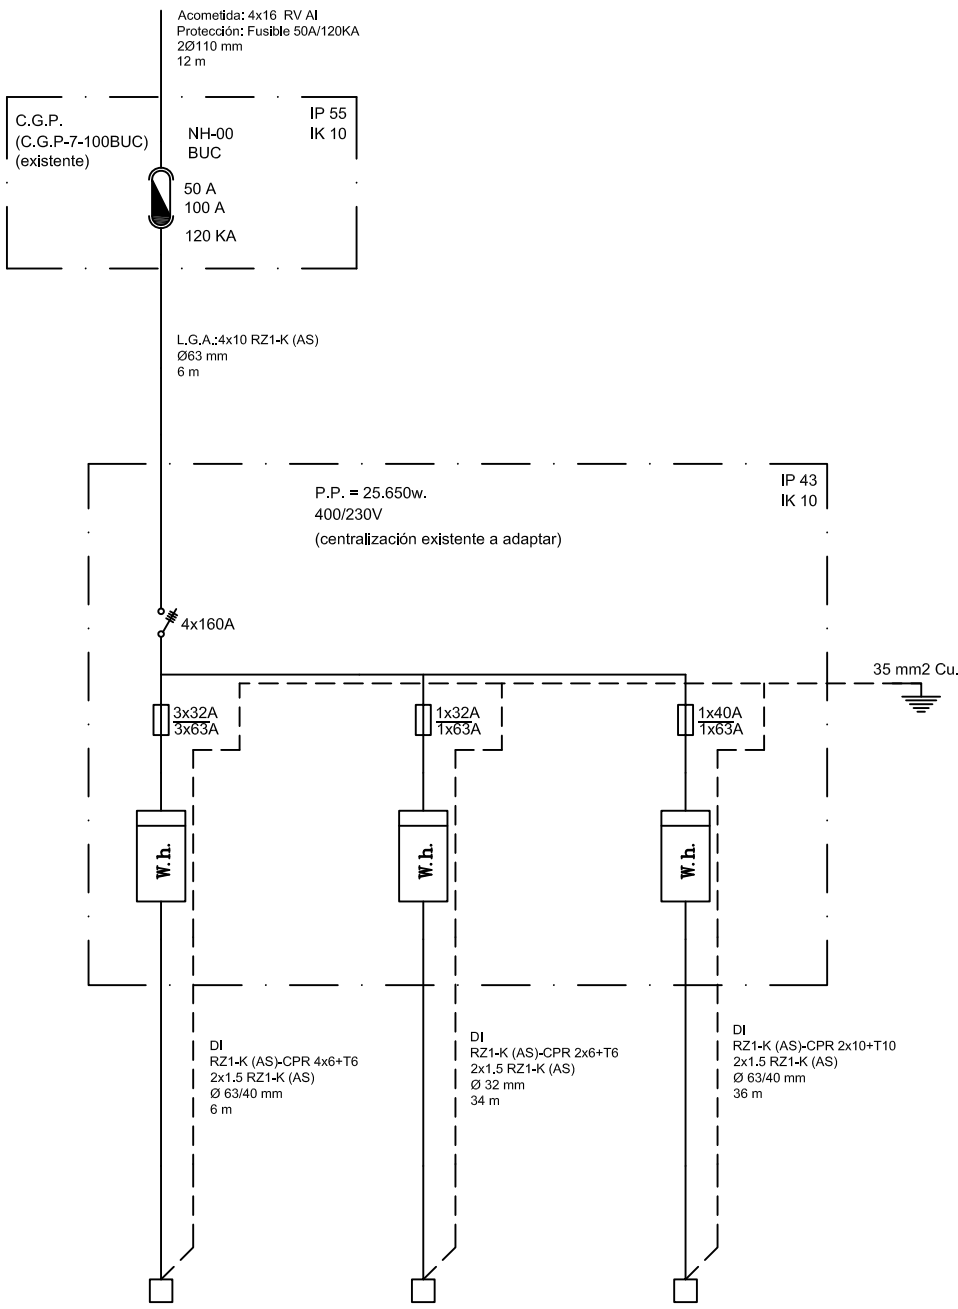 Acometida: 4x16 RV Al
Protección: Fusible 50A/120KA
2Ø110 mm
12 m
C.G.P.
(C.G.P-7-100BUC)
(existente)
NH-00
BUC
IP 55
IK 10
50 A
100 A
120 KA
L.G.A.:4x10 RZ1-K (AS)
Ø63 mm
6 m
P.P. = 25.650w.
400/230V
(centralización existente a adaptar)
IP 43
IK 10
4x160A
35 mm2 Cu.
3x32A
3x63A
1x32A
1x63A
1x40A
1x63A
W.h.
W.h.
W.h.
DI
RZ1-K (AS)-CPR 4x6+T6
2x1.5 RZ1-K (AS)
Ø 63/40 mm
6 m
DI
RZ1-K (AS)-CPR 2x6+T6
2x1.5 RZ1-K (AS)
Ø 32 mm
34 m
DI
RZ1-K (AS)-CPR 2x10+T10
2x1.5 RZ1-K (AS)
Ø 63/40 mm
36 m